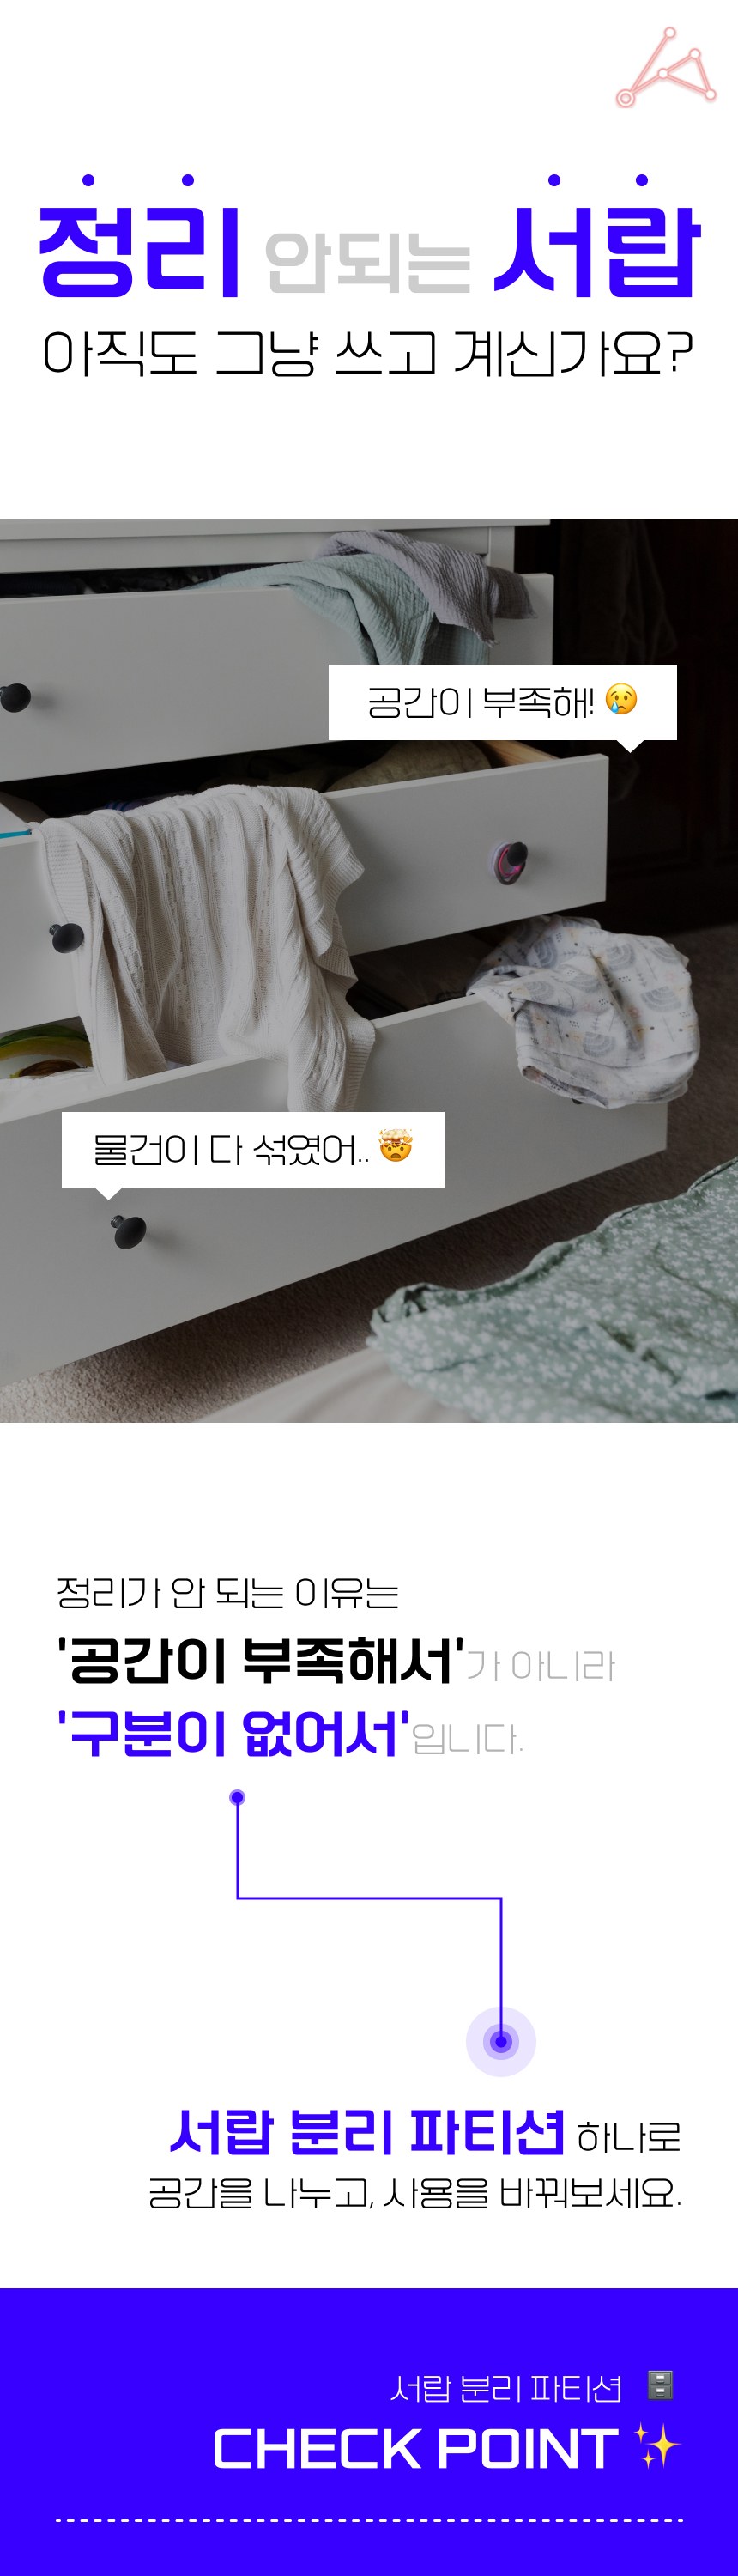 정리 안되는 서랍
아직도 그냥 쓰고 계신가요?
공간이 부족해! 😢
물건이 다 섞였어.. 🤯
정리가 안 되는 이유는
'공간이 부족해서'가 아니라
'구분이 없어서'입니다.
서랍 분리 파티션 하나로
공간을 나누고, 사용을 바꿔보세요.
서랍 분리 파티션 🗄️
CHECK POINT ✨